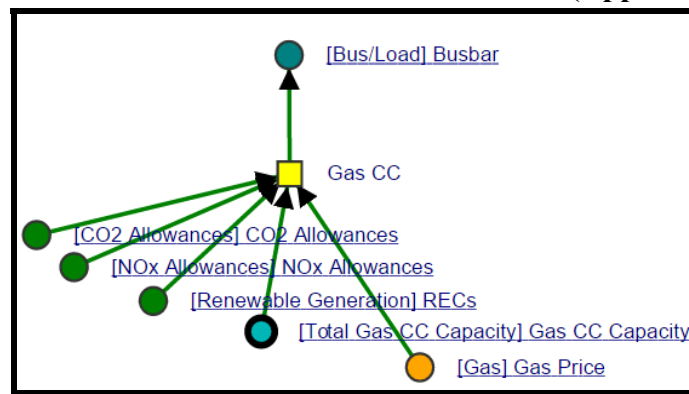 [Bus/Load] Busbar
Gas CC
[CO2 Allowances] CO2 Allowances
[NOx Allowances] NOx Allowances
[Renewable Generation] RECs
[Total Gas CC Capacity] Gas CC Capacity
[Gas] Gas Price